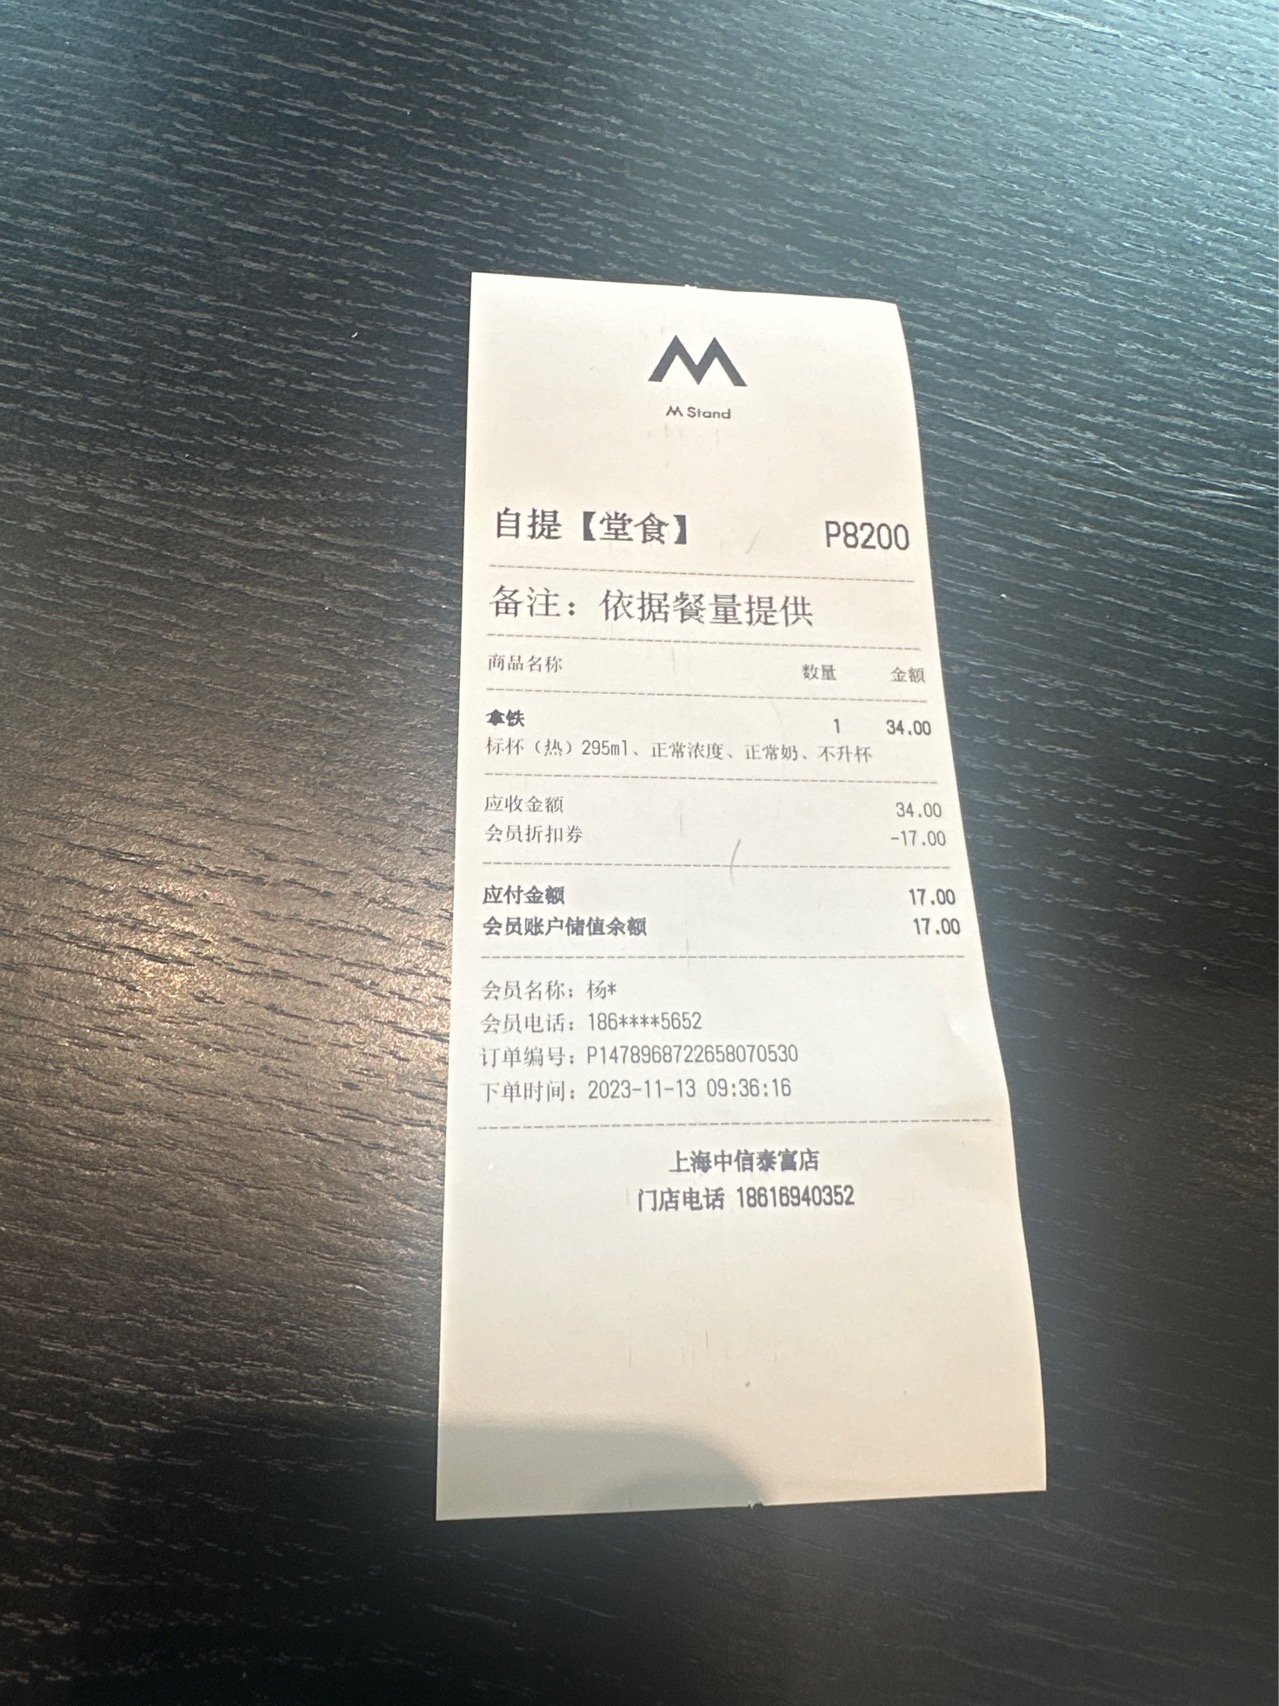 M Stand
自提【堂食】 P8200
备注：依据餐量提供
商品名称 数量 金额
拿铁 1 34.00
标杯（热）295ml、正常浓度、正常奶、不升杯
应收金额 34.00
会员折扣券 -17.00
应付金额 17.00
会员账户储值余额 17.00
会员名称：杨*
会员电话：186****5652
订单编号：P1478968722658070530
下单时间：2023-11-13 09:36:16
上海中信泰富店
门店电话 18616940352